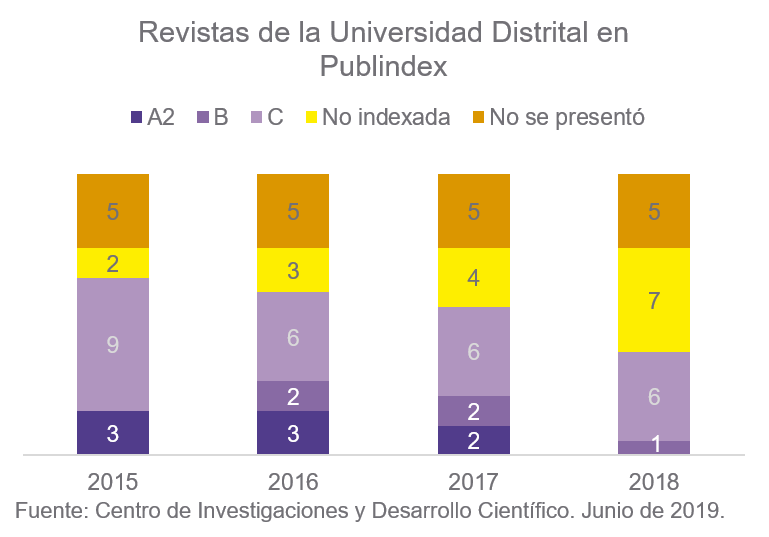 Revistas de la Universidad Distrital en
Publindex
A2 B C No indexada No se presentó
5 5 5 5
2 3 4 7
9 6 6 6
2 2 1
3 3 2
2015 2016 2017 2018
Fuente: Centro de Investigaciones y Desarrollo Científico. Junio de 2019.